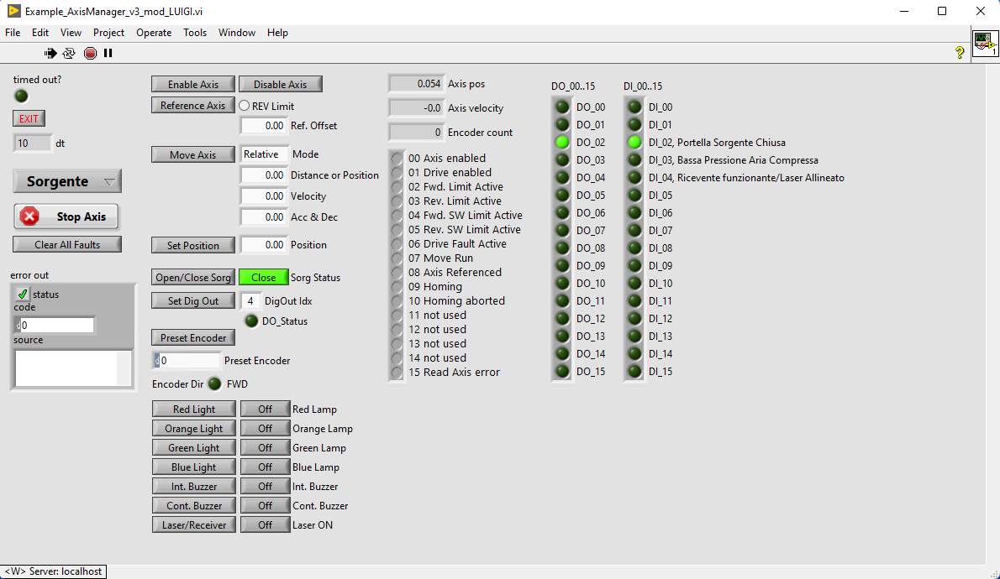 Example_AxisManager_v3_mod_LUIGI.vi
File Edit View Project Operate Tools Window Help
?
1
timed out?
EXIT
10 dt
Sorgente
Stop Axis
Clear All Faults
error out
status
code
d 0
source
Enable Axis Disable Axis
Reference Axis REV Limit
0.00 Ref. Offset
Move Axis Relative Mode
0.00 Distance or Position
0.00 Velocity
0.00 Acc & Dec
Set Position 0.00 Position
Open/Close Sorg Close Sorg Status
Set Dig Out 4 DigOut Idx
DO_Status
Preset Encoder
d 0 Preset Encoder
Encoder Dir FWD
Red Light Off Red Lamp
Orange Light Off Orange Lamp
Green Light Off Green Lamp
Blue Light Off Blue Lamp
Int. Buzzer Off Int. Buzzer
Cont. Buzzer Off Cont. Buzzer
Laser/Receiver Off Laser ON
0.054 Axis pos
-0.0 Axis velocity
0 Encoder count
00 Axis enabled
01 Drive enabled
02 Fwd. Limit Active
03 Rev. Limit Active
04 Fwd. SW Limit Active
05 Rev. SW Limit Active
06 Drive Fault Active
07 Move Run
08 Axis Referenced
09 Homing
10 Homing aborted
11 not used
12 not used
13 not used
14 not used
15 Read Axis error
DO_00..15
DO_00
DO_01
DO_02
DO_03
DO_04
DO_05
DO_06
DO_07
DO_08
DO_09
DO_10
DO_11
DO_12
DO_13
DO_14
DO_15
DI_00..15
DI_00
DI_01
DI_02, Portella Sorgente Chiusa
DI_03, Bassa Pressione Aria Compressa
DI_04, Ricevente funzionante/Laser Allineato
DI_05
DI_06
DI_07
DI_08
DI_09
DI_10
DI_11
DI_12
DI_13
DI_14
DI_15
<W> Server: localhost